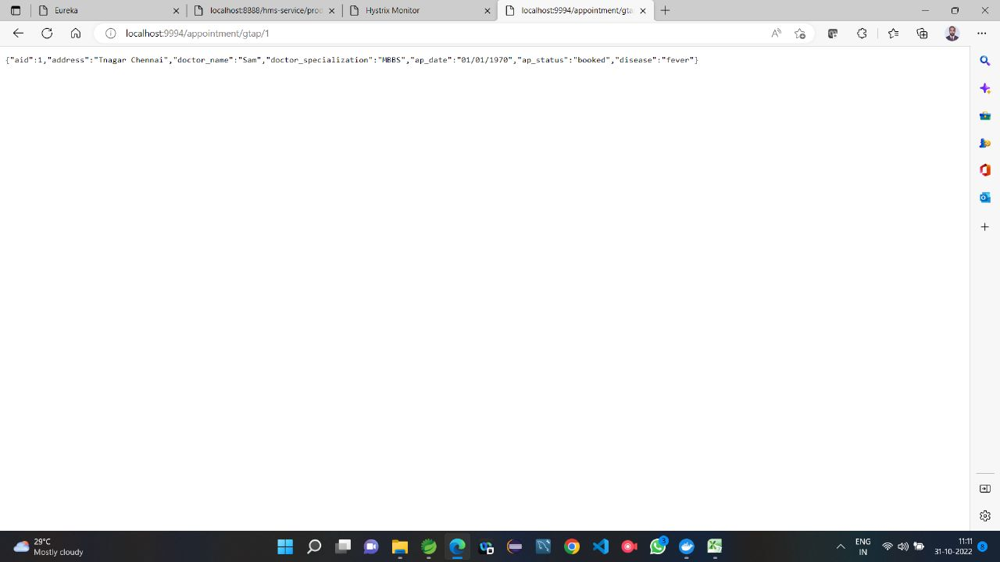 Eureka
localhost:8888/hms-service/prod
Hystrix Monitor
localhost:9994/appointment/gtap
localhost:9994/appointment/gtap/1
{"aid":1,"address":"Tnagar Chennai","doctor_name":"Sam","doctor_specialization":"MBBS","ap_date":"01/01/1970","ap_status":"booked","disease":"fever"}
29°C
Mostly cloudy
3
ENG
IN
11:11
31-10-2022
8